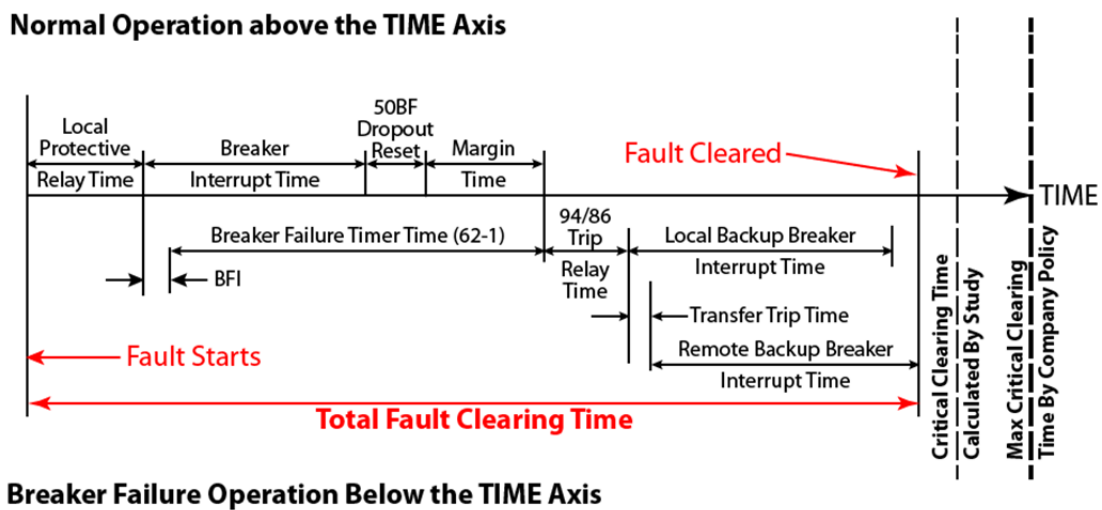 Normal Operation above the TIME Axis
50BF
Dropout
Reset
Local
Protective
Relay Time
Breaker
Interrupt Time
Margin
Time
Fault Cleared
TIME
Breaker Failure Timer Time (62-1)
BFI
94/86
Trip
Relay
Time
Local Backup Breaker
Interrupt Time
Transfer Trip Time
Remote Backup Breaker
Interrupt Time
Fault Starts
Total Fault Clearing Time
Critical Clearing Time
Calculated By Study
Max Critical Clearing
Time By Company Policy
Breaker Failure Operation Below the TIME Axis